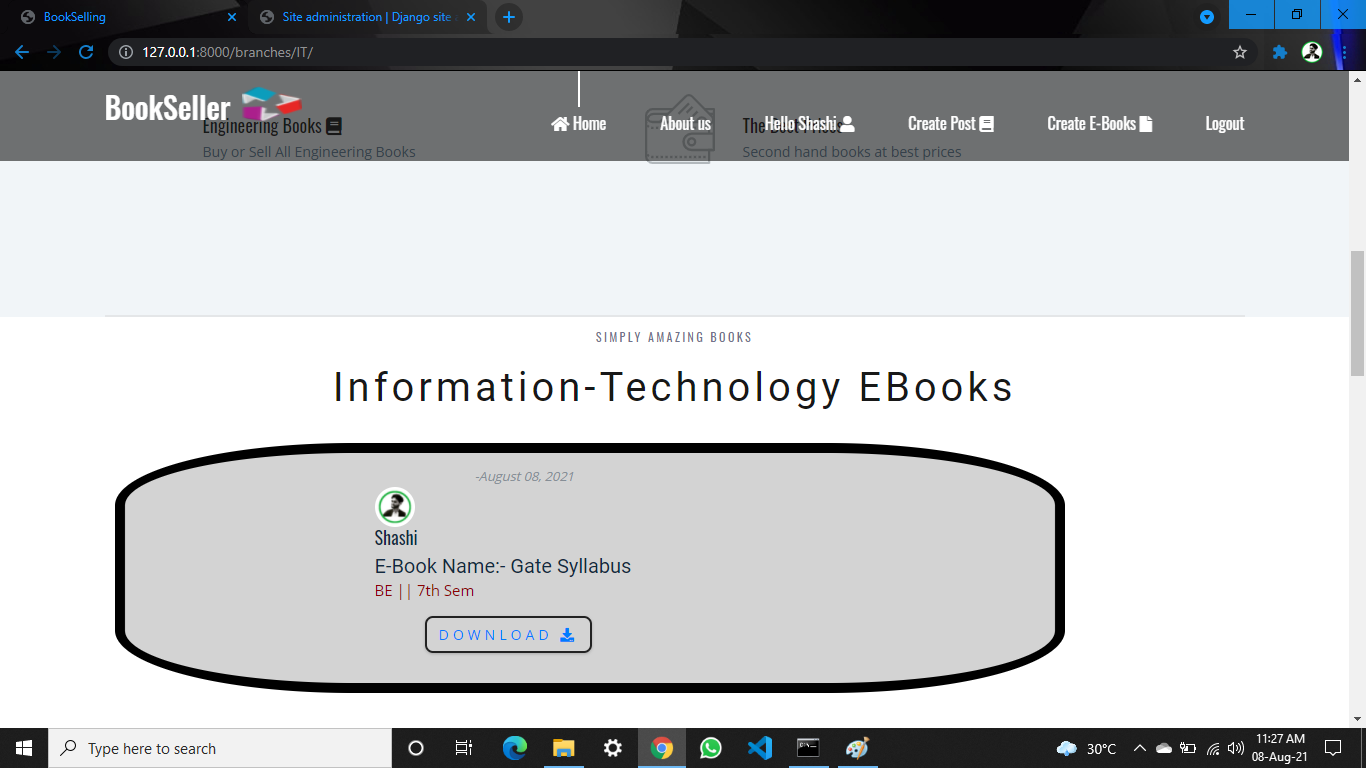 BookSelling
Site administration | Django site
127.0.0.1:8000/branches/IT/
BookSeller
Home
About us
Hello Shashi
Create Post
Create E-Books
Logout
Engineering Books
Buy or Sell All Engineering Books
The Best Prices
Second hand books at best prices
SIMPLY AMAZING BOOKS
Information-Technology EBooks
-August 08, 2021
Shashi
E-Book Name:- Gate Syllabus
BE || 7th Sem
DOWNLOAD
Type here to search
30°C
11:27 AM
08-Aug-21